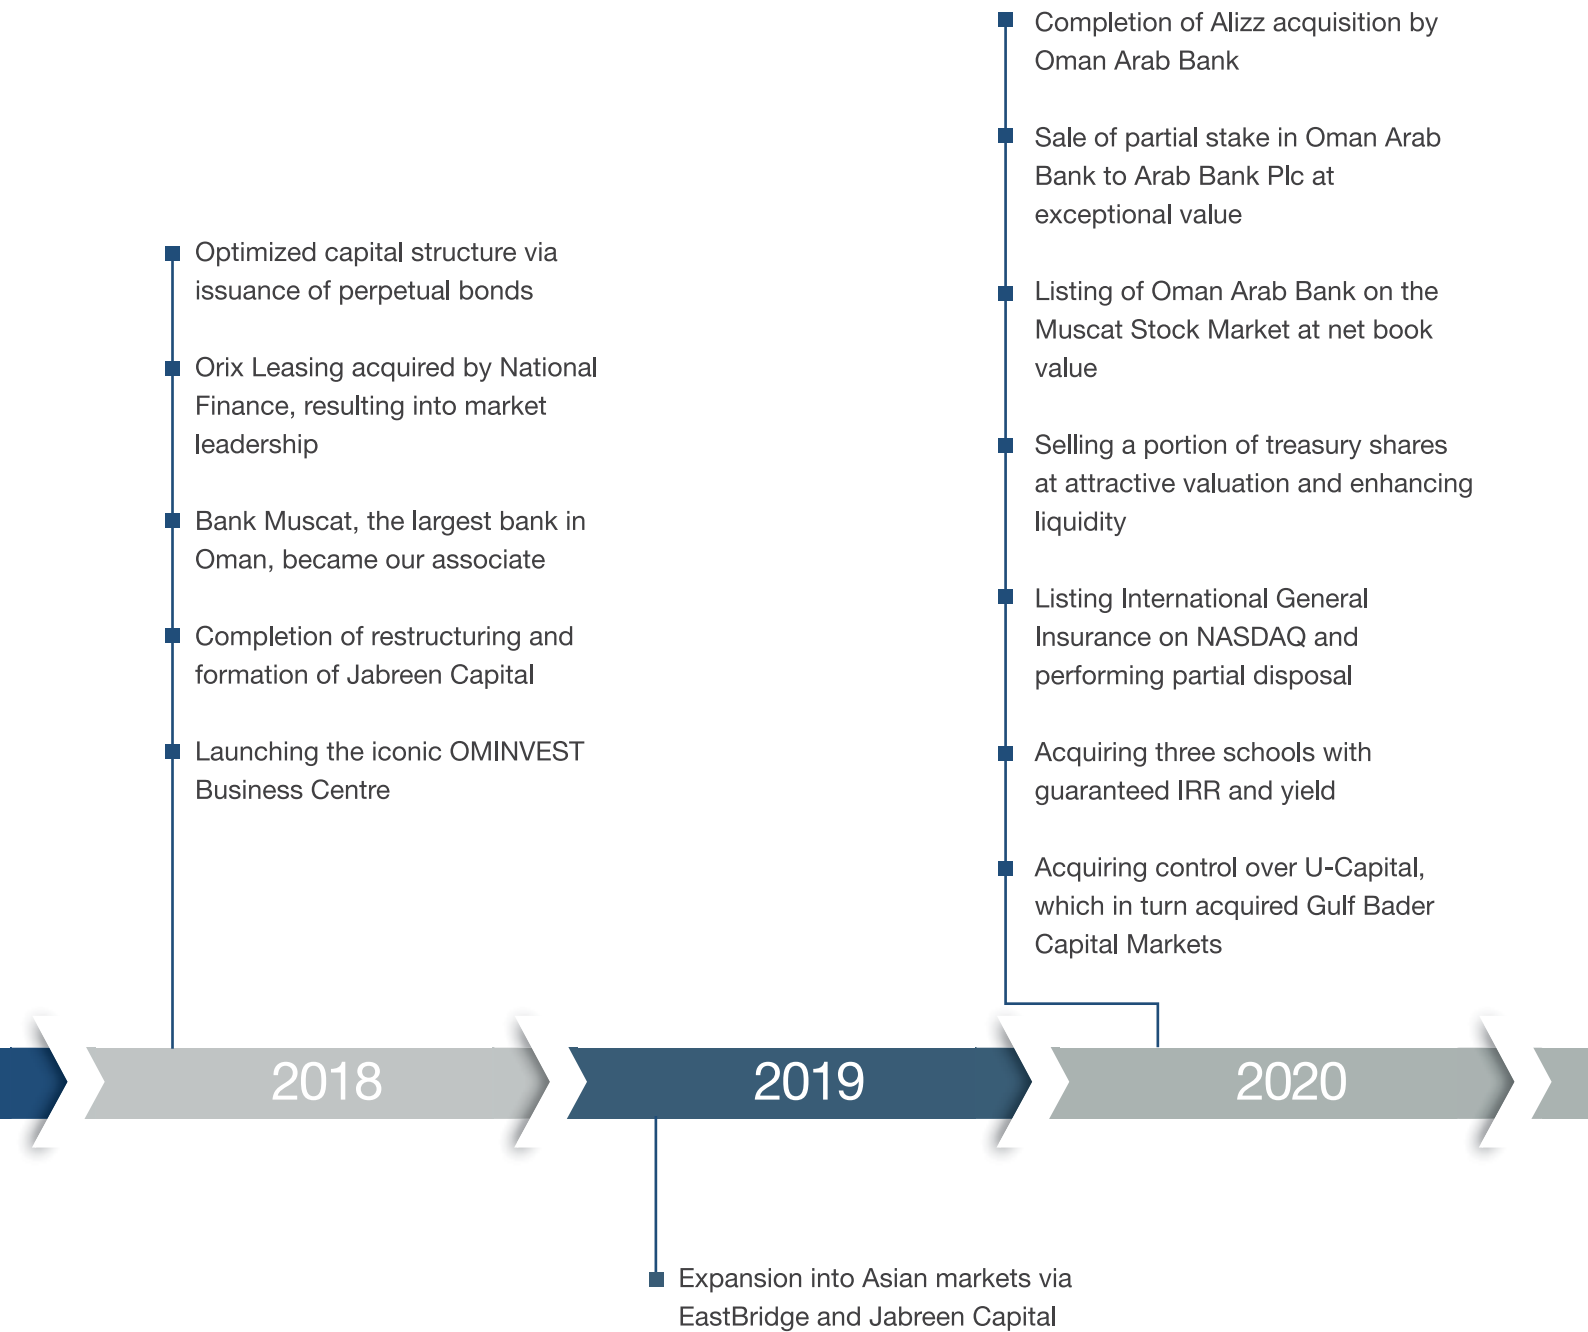 Optimized capital structure via
issuance of perpetual bonds
Orix Leasing acquired by National
Finance, resulting into market
leadership
Bank Muscat, the largest bank in
Oman, became our associate
Completion of restructuring and
formation of Jabreen Capital
Launching the iconic OMINVEST
Business Centre
2018
2019
Expansion into Asian markets via
EastBridge and Jabreen Capital
Completion of Alizz acquisition by
Oman Arab Bank
Sale of partial stake in Oman Arab
Bank to Arab Bank Plc at
exceptional value
Listing of Oman Arab Bank on the
Muscat Stock Market at net book
value
Selling a portion of treasury shares
at attractive valuation and enhancing
liquidity
Listing International General
Insurance on NASDAQ and
performing partial disposal
Acquiring three schools with
guaranteed IRR and yield
Acquiring control over U-Capital,
which in turn acquired Gulf Bader
Capital Markets
2020